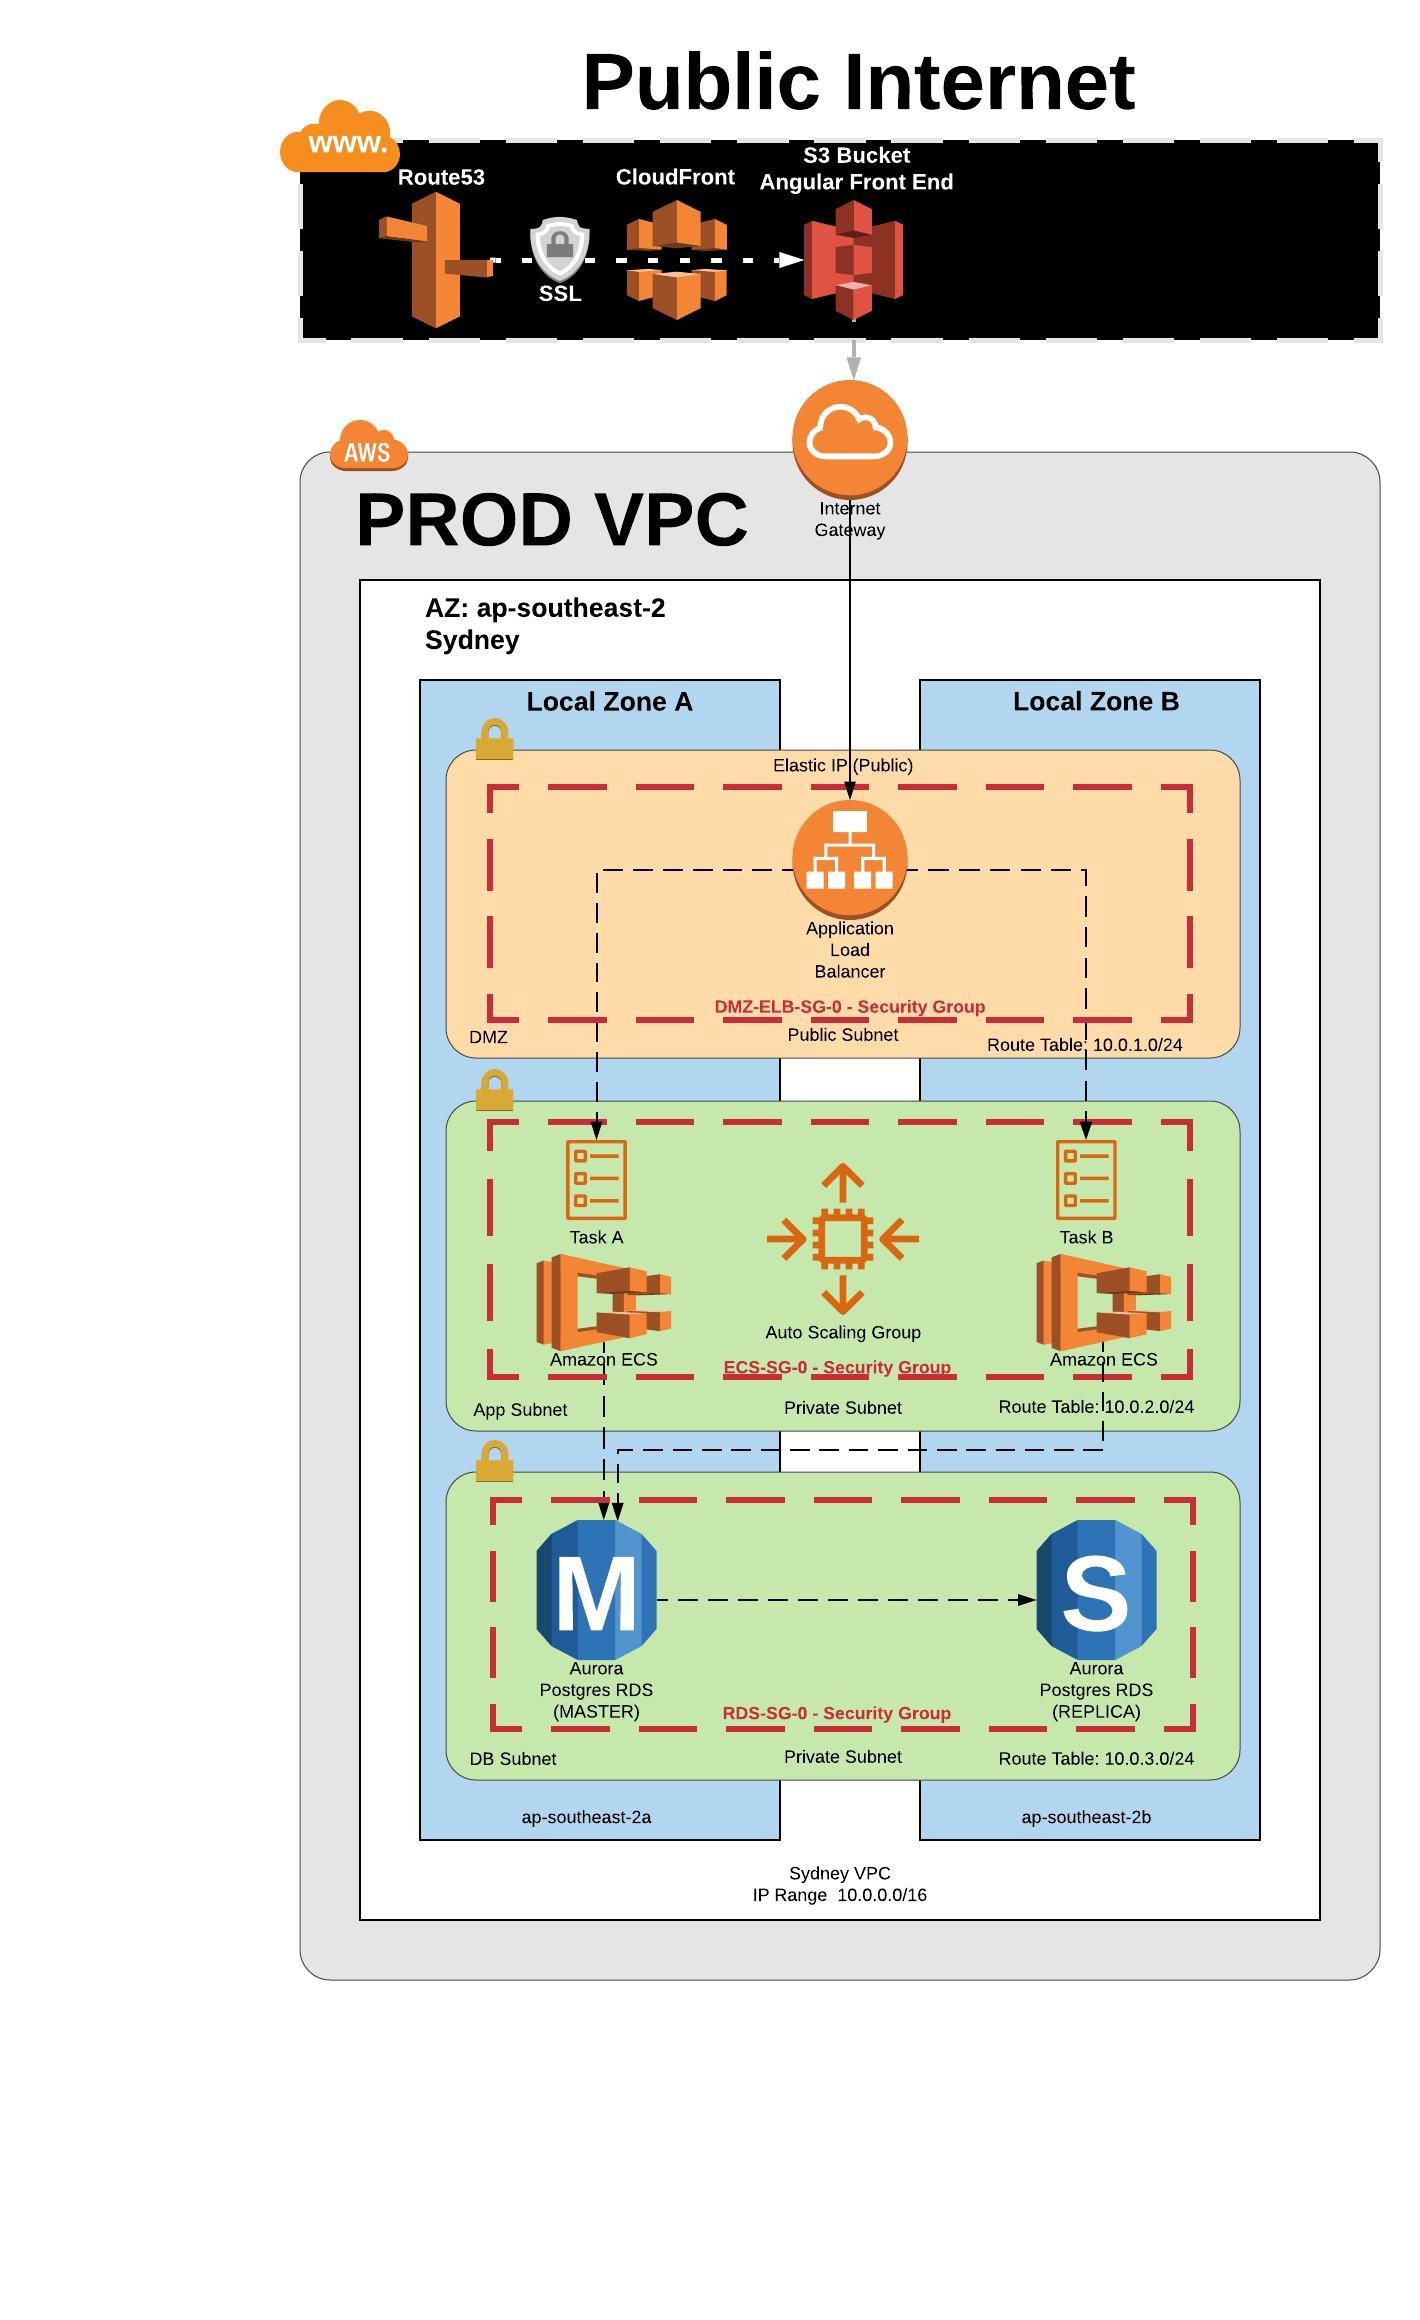 Public Internet
www.
Route53
CloudFront
S3 Bucket
Angular Front End
SSL
AWS
PROD VPC
Internet
Gateway
AZ: ap-southeast-2
Sydney
Local Zone A
Local Zone B
Elastic IP (Public)
Application
Load
Balancer
DMZ-ELB-SG-0 - Security Group
DMZ
Public Subnet
Route Table: 10.0.1.0/24
Task A
Task B
Auto Scaling Group
Amazon ECS
Amazon ECS
ECS-SG-0 - Security Group
App Subnet
Private Subnet
Route Table: 10.0.2.0/24
M
S
Aurora
Postgres RDS
(MASTER)
Aurora
Postgres RDS
(REPLICA)
RDS-SG-0 - Security Group
DB Subnet
Private Subnet
Route Table: 10.0.3.0/24
ap-southeast-2a
ap-southeast-2b
Sydney VPC
IP Range  10.0.0.0/16